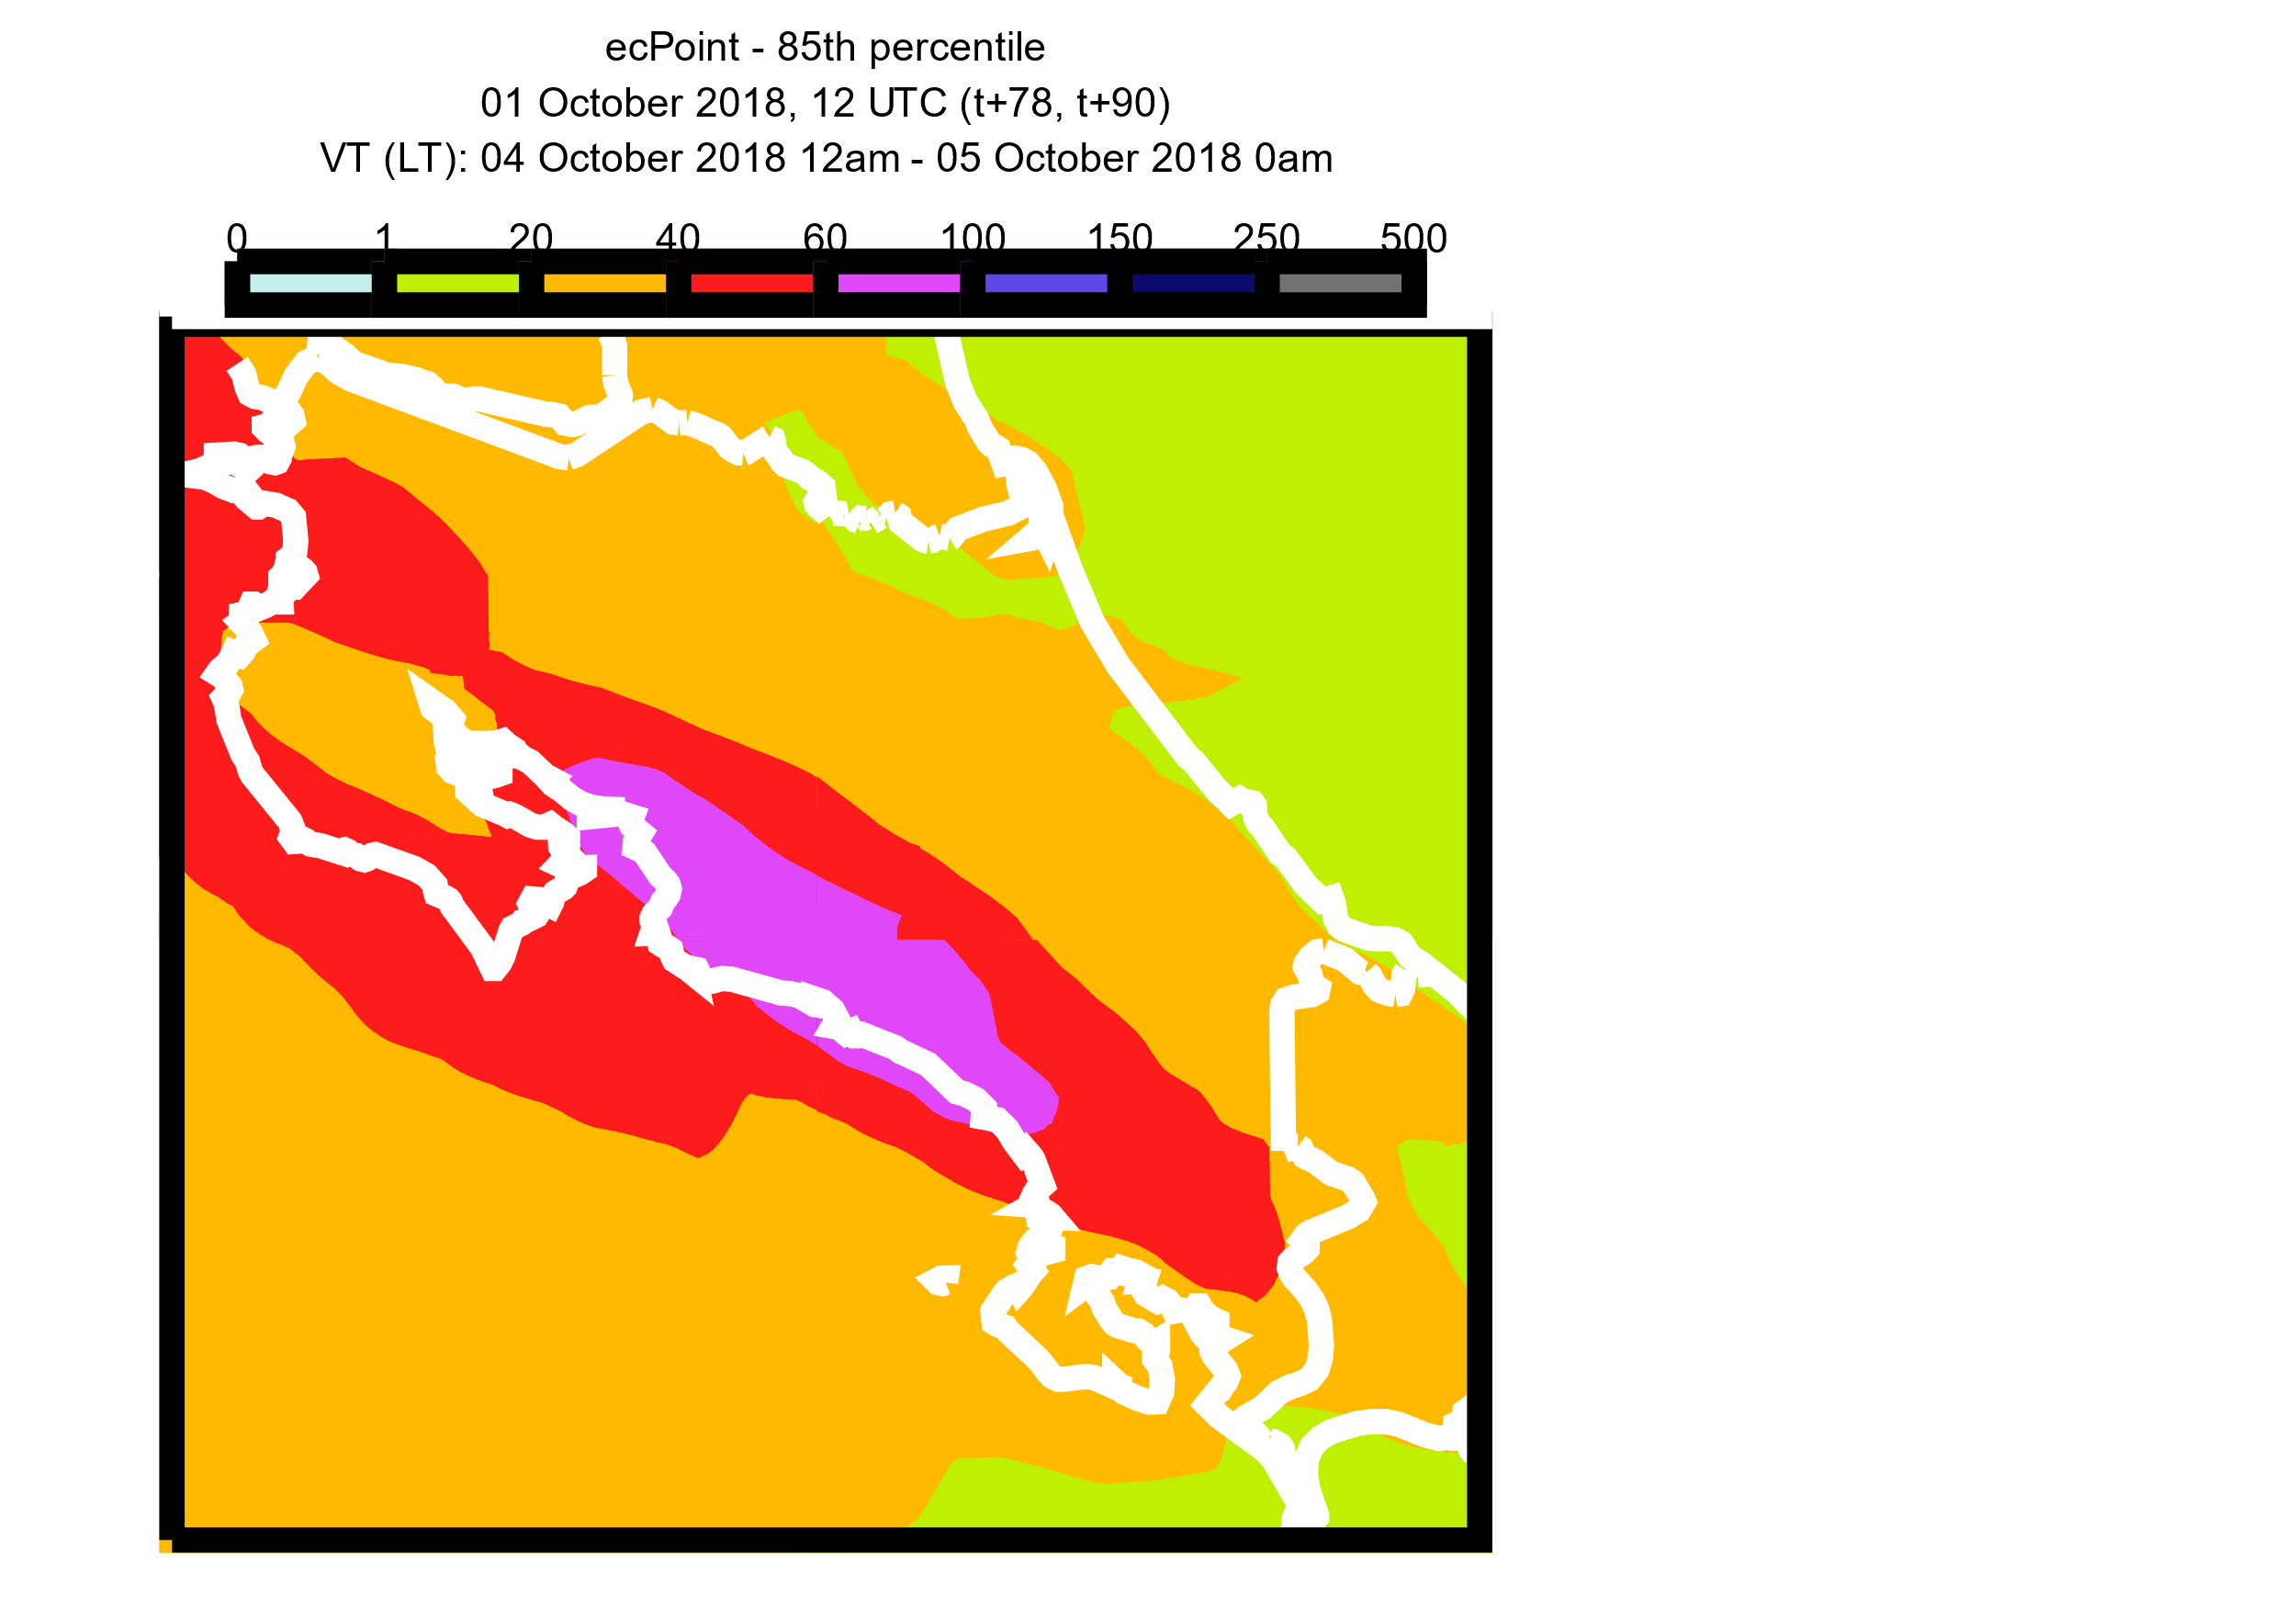 ecPoint - 85th percentile
01 October 2018, 12 UTC (t+78, t+90)
VT (LT): 04 October 2018 12am - 05 October 2018 0am
0 1 20 40 60 100 150 250 500